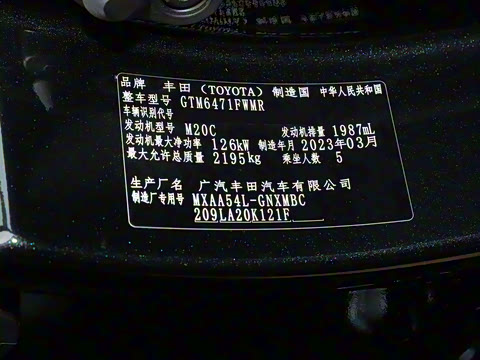 品牌 丰田（TOYOTA）制造国 中华人民共和国
整车型号 GTM6471FWMR
车辆识别代号
发动机型号 M20C 发动机排量 1987mL
发动机最大净功率 126kW 制造年月 2023年03月
最大允许总质量 2195kg 乘坐人数 5
生产厂名 广汽丰田汽车有限公司
制造厂专用号 MXAA54L-GNXMBC
209LA20K121F